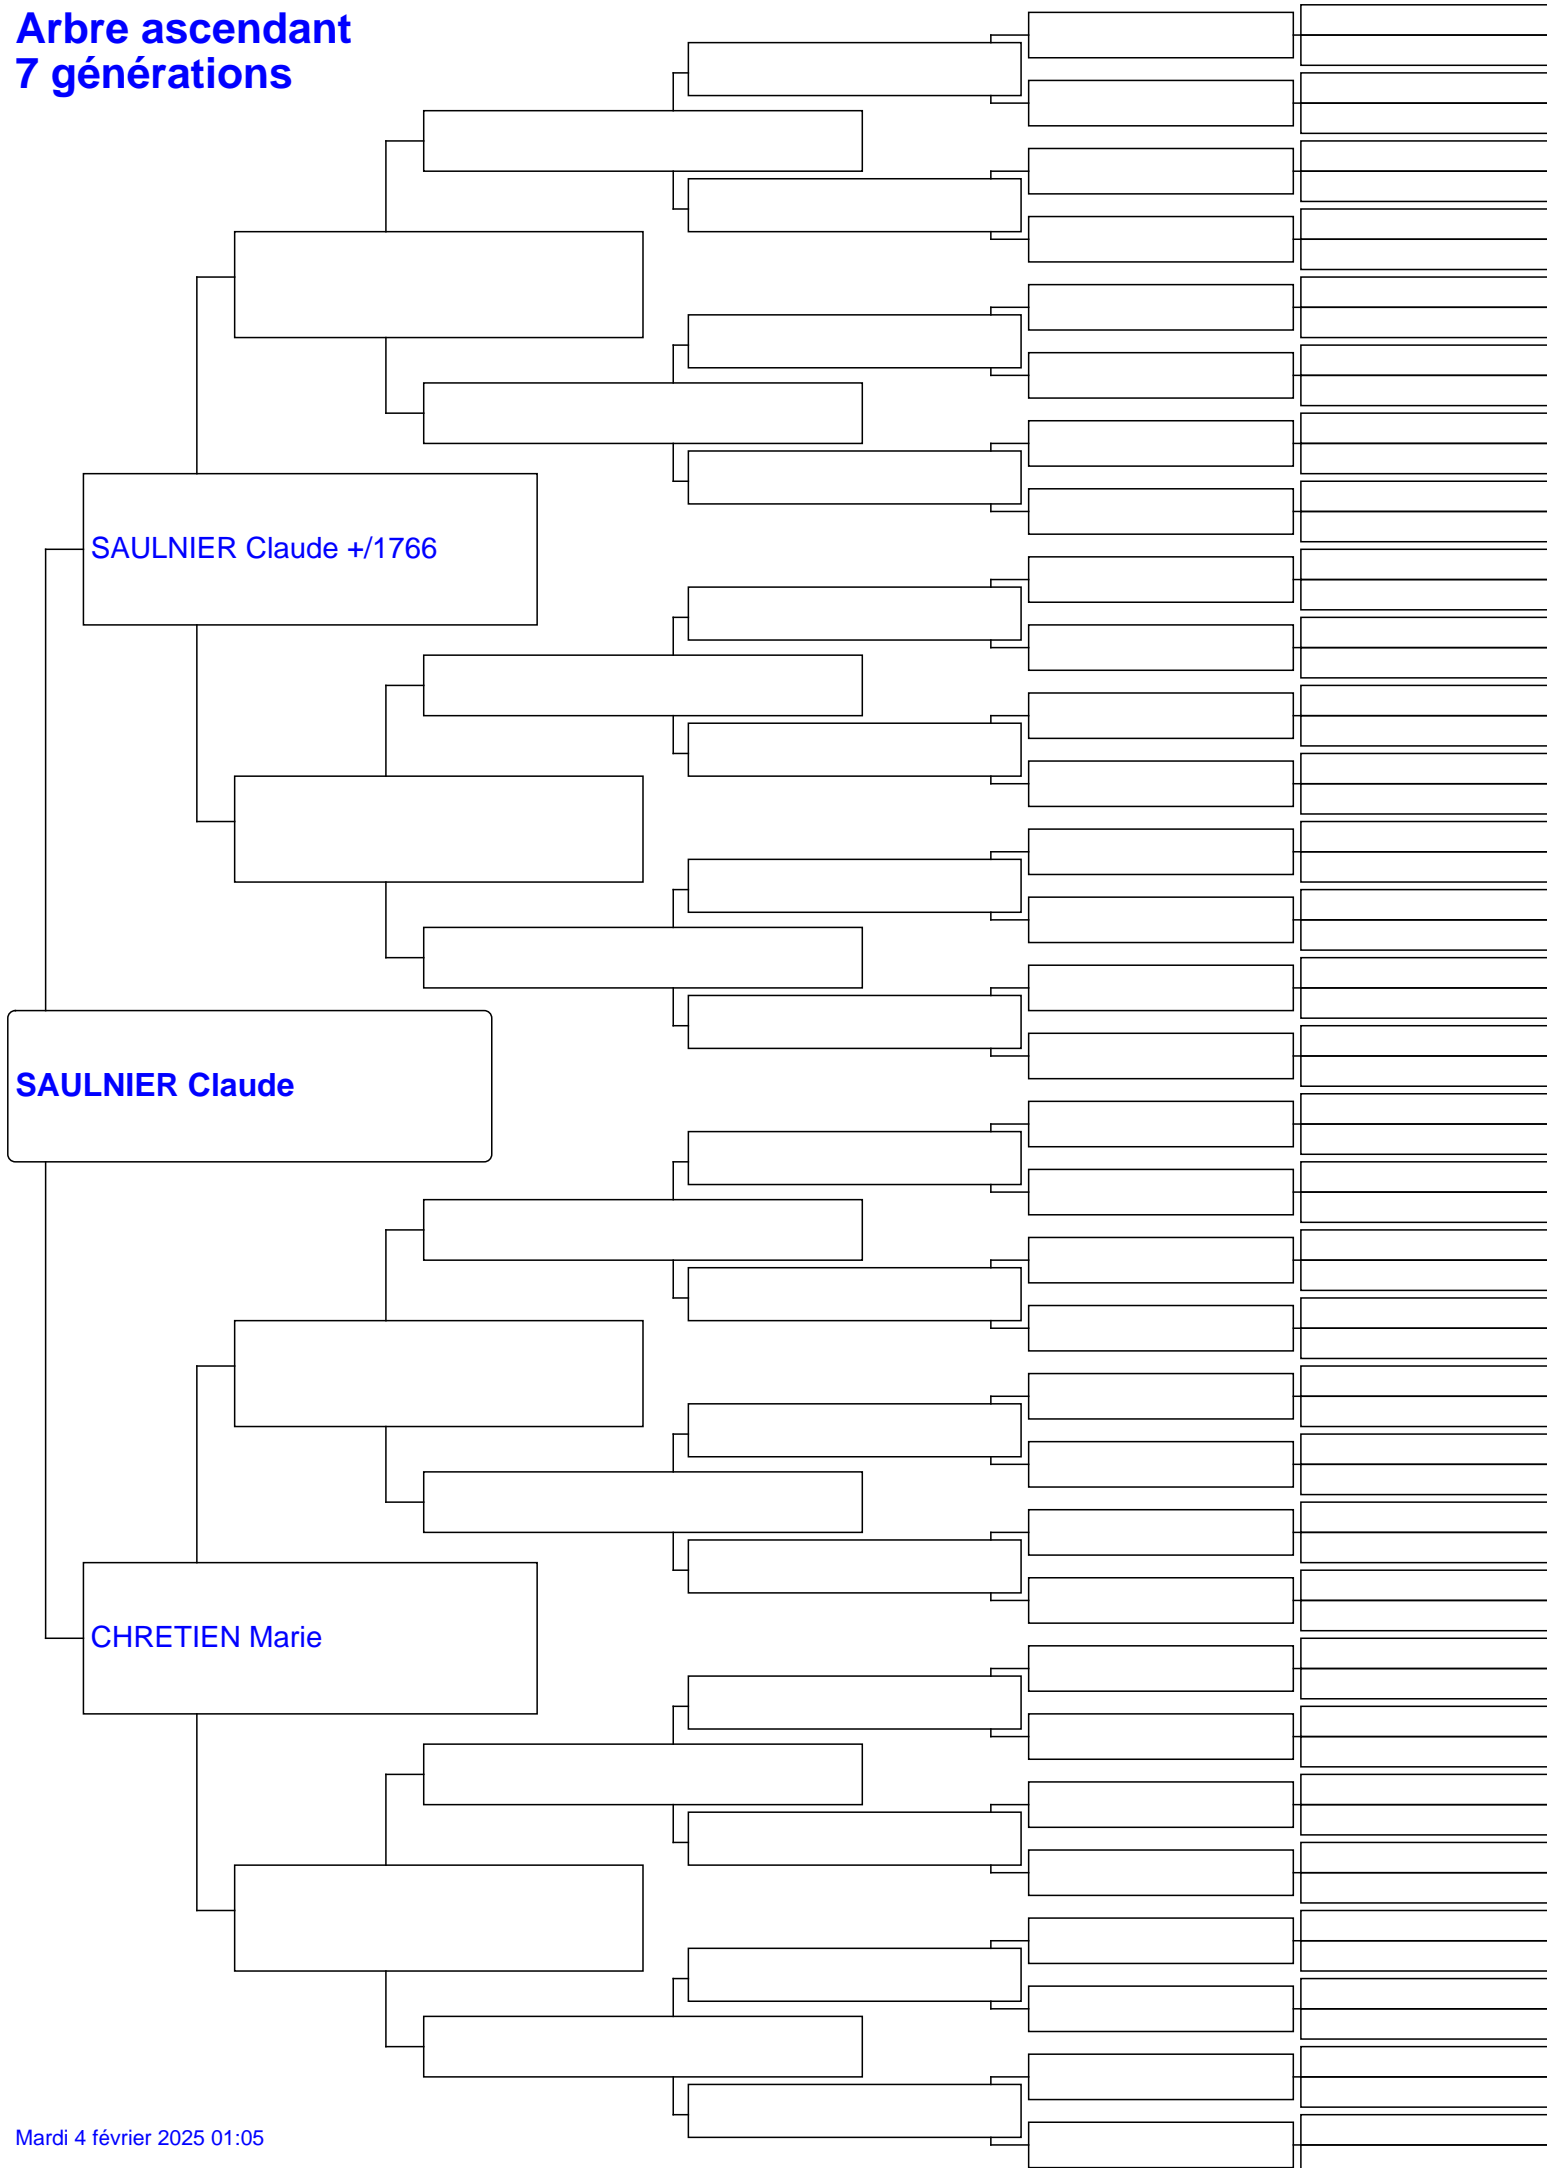 Arbre ascendant
7 générations
SAULNIER Claude +/1766
SAULNIER Claude
CHRETIEN Marie
Mardi 4 février 2025 01:05